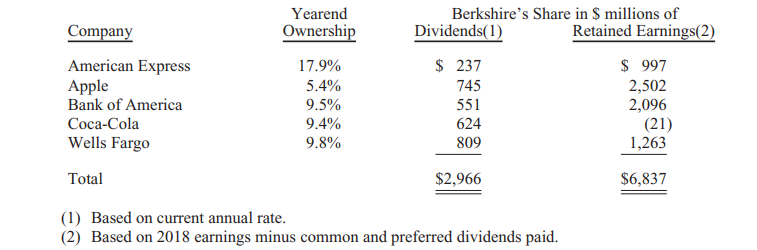 Yearend Berkshire's Share in $ millions of
Company Ownership Dividends(1) Retained Earnings(2)
American Express 17.9% $ 237 $ 997
Apple 5.4% 745 2,502
Bank of America 9.5% 551 2,096
Coca-Cola 9.4% 624 (21)
Wells Fargo 9.8% 809 1,263
Total $2,966 $6,837
(1) Based on current annual rate.
(2) Based on 2018 earnings minus common and preferred dividends paid.